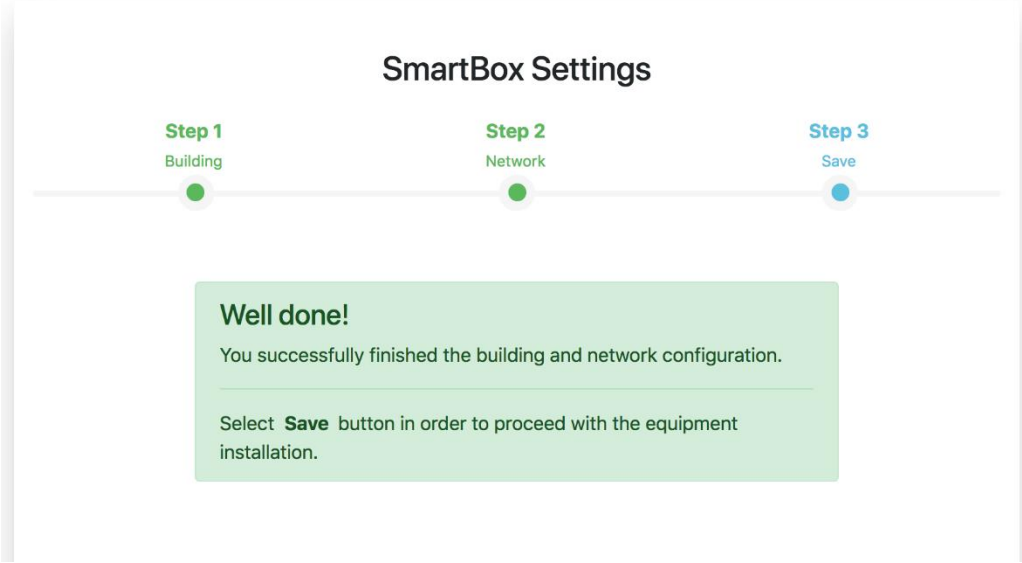 SmartBox Settings
Step 1
Building
Step 2
Network
Step 3
Save
Well done!
You successfully finished the building and network configuration.
Select Save button in order to proceed with the equipment
installation.